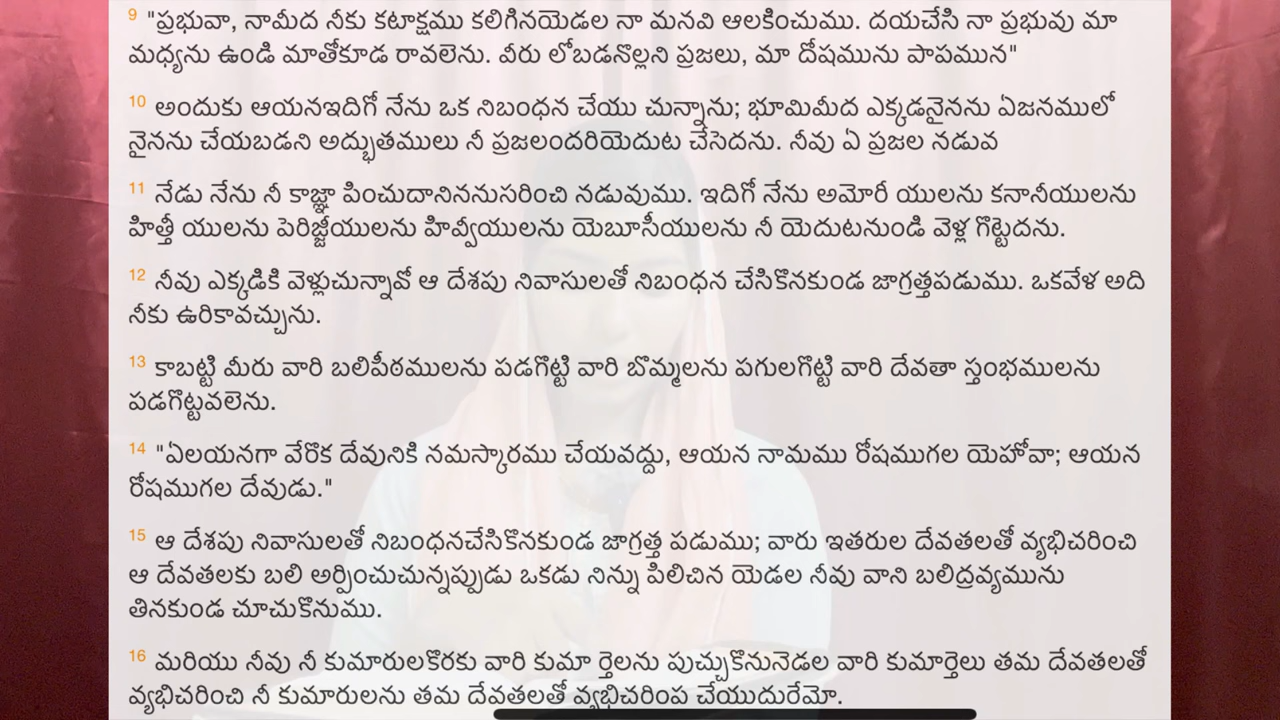 9 "ప్రభువా, నామీద నీకు కటాక్షము కలిగినయెడల నా మనవి ఆలకించుము. దయచేసి నా ప్రభువు మా
మధ్యను ఉండి మాతోకూడ రావలెను. వీరు లోబడనొల్లని ప్రజలు, మా దోషమును పాపమున"
10 అందుకు ఆయనఇదిగో నేను ఒక నిబంధన చేయు చున్నాను; భూమిమీద ఎక్కడనైనను ఏజనములో
నైనను చేయబడని అద్భుతములు నీ ప్రజలందరియెదుట చేసెదను. నీవు ఏ ప్రజల నడువ
11 నేడు నేను నీ కాజ్ఞా పించుదానిననుసరించి నడువుము. ఇదిగో నేను అమోరీ యులను కనానీయులను
హిత్తీ యులను పెరిజ్జీయులను హివ్వీయులను యెబూసీయులను నీ యెదుటనుండి వెళ్ల గొట్టెదను.
12 నీవు ఎక్కడికి వెళ్లుచున్నావో ఆ దేశపు నివాసులతో నిబంధన చేసికొనకుండ జాగ్రత్తపడుము. ఒకవేళ అది
నీకు ఉరికావచ్చును.
13 కాబట్టి మీరు వారి బలిపీఠములను పడగొట్టి వారి బొమ్మలను పగులగొట్టి వారి దేవతా స్తంభములను
పడగొట్టవలెను.
14 "ఏలయనగా వేరొక దేవునికి నమస్కారము చేయవద్దు, ఆయన నామము రోషముగల యెహోవా; ఆయన
రోషముగల దేవుడు."
15 ఆ దేశపు నివాసులతో నిబంధనచేసికొనకుండ జాగ్రత్త పడుము; వారు ఇతరుల దేవతలతో వ్యభిచరించి
ఆ దేవతలకు బలి అర్పించుచున్నప్పుడు ఒకడు నిన్ను పిలిచిన యెడల నీవు వాని బలిద్రవ్యమును
తినకుండ చూచుకొనుము.
16 మరియు నీవు నీ కుమారులకొరకు వారి కుమా ర్తెలను పుచ్చుకొనునెడల వారి కుమార్తెలు తమ దేవతలతో
వ్యభిచరించి నీ కుమారులను తమ దేవతలతో వ్యభిచరింప చేయుదురేమో.